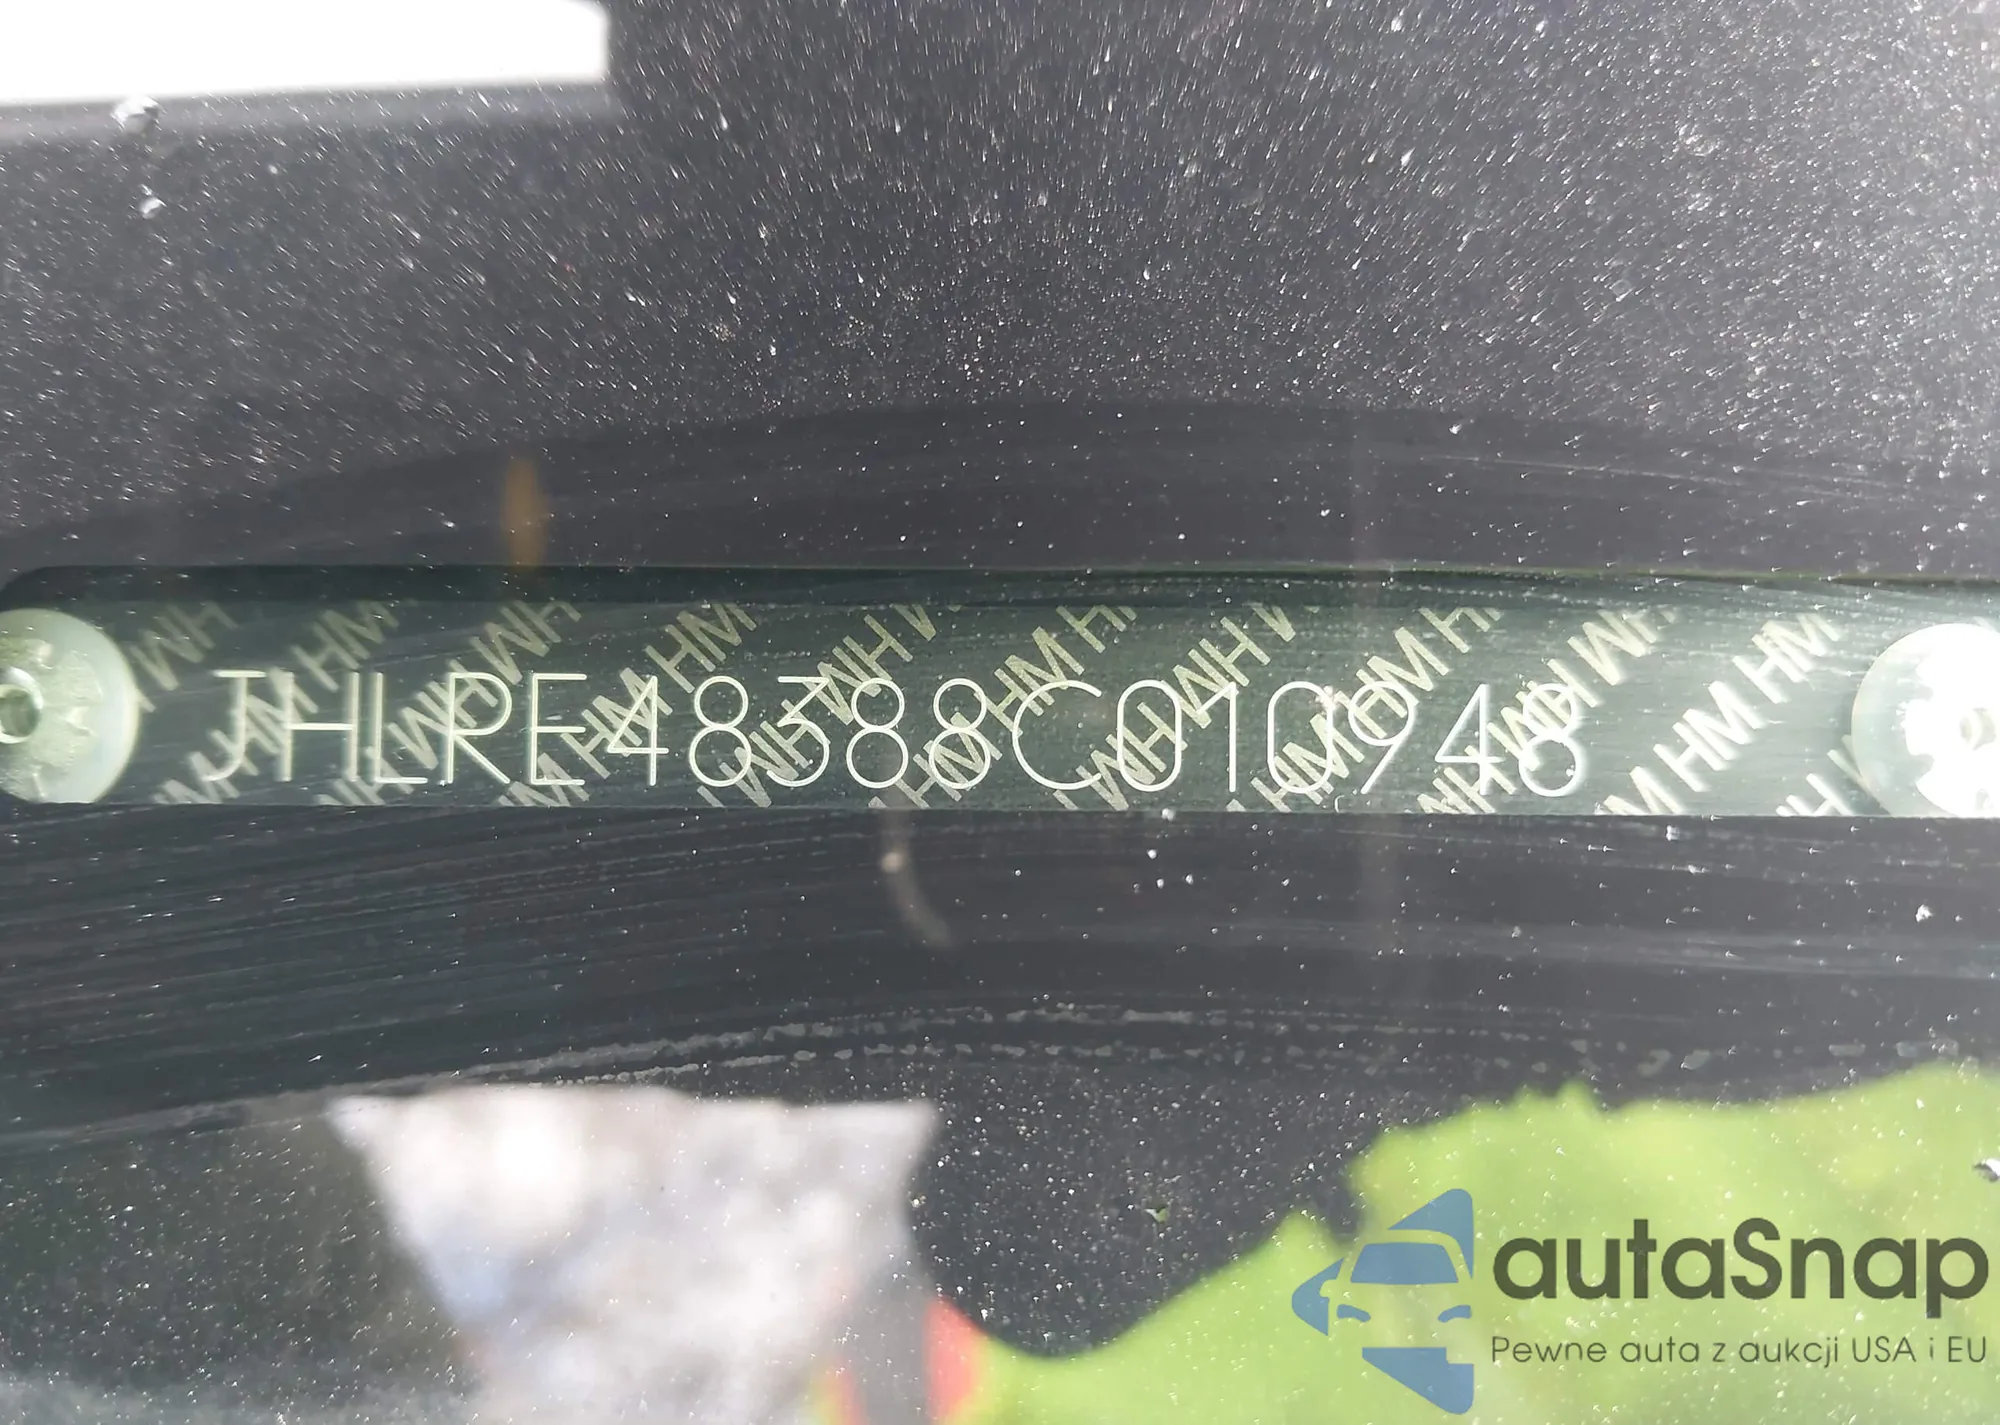 JHLRE48388C010948
autaSnap
Pewne auta z aukcji USA i EU